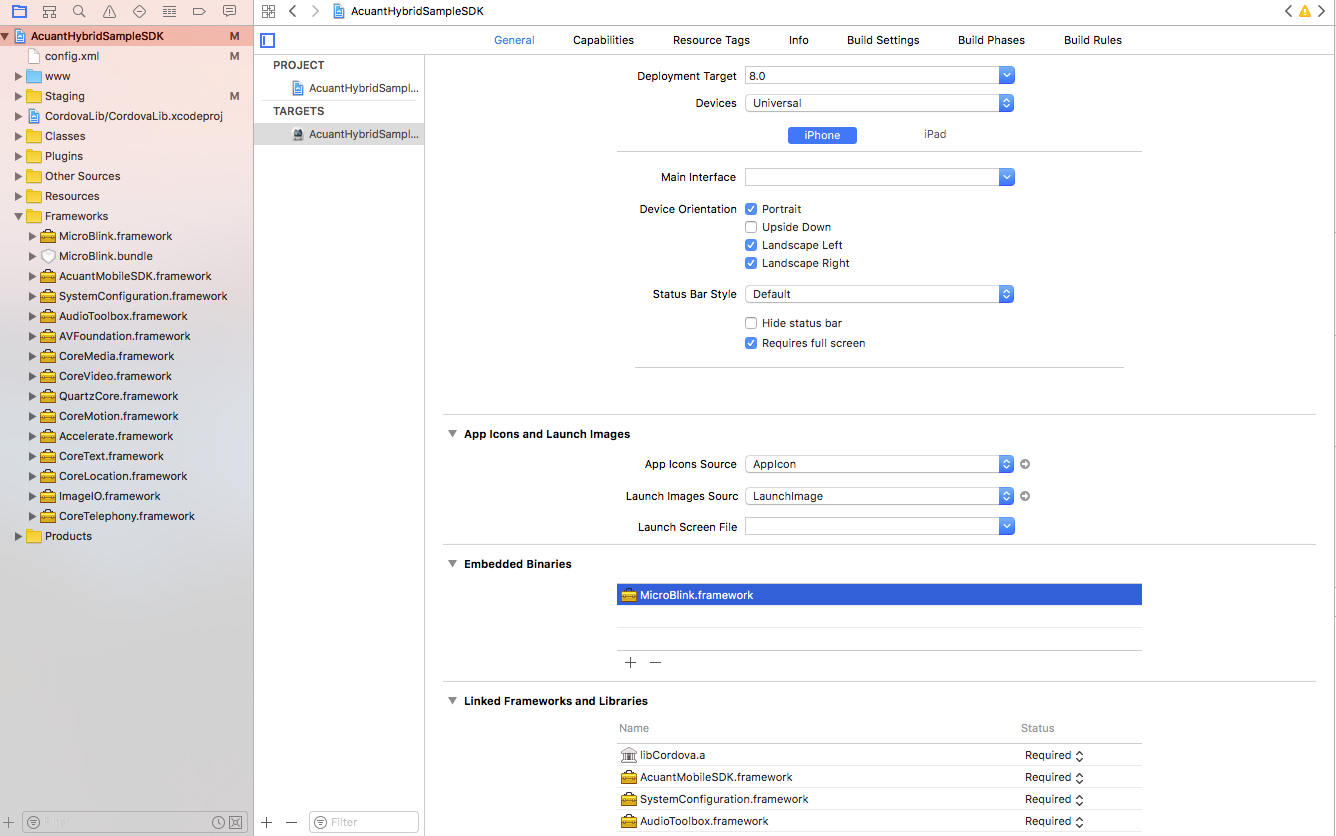 AcuantHybridSampleSDK M
config.xml M
www
Staging M
CordovaLib/CordovaLib.xcodeproj
Classes
Plugins
Other Sources
Resources
Frameworks
MicroBlink.framework
MicroBlink.bundle
AcuantMobileSDK.framework
SystemConfiguration.framework
AudioToolbox.framework
AVFoundation.framework
CoreMedia.framework
CoreVideo.framework
QuartzCore.framework
CoreMotion.framework
Accelerate.framework
CoreText.framework
CoreLocation.framework
ImageIO.framework
CoreTelephony.framework
Products
Filter
AcuantHybridSampleSDK
General Capabilities Resource Tags Info Build Settings Build Phases Build Rules
PROJECT
AcuantHybridSampl...
TARGETS
AcuantHybridSampl...
Filter
Deployment Target 8.0
Devices Universal
iPhone iPad
Main Interface
Device Orientation Portrait
Upside Down
Landscape Left
Landscape Right
Status Bar Style Default
Hide status bar
Requires full screen
App Icons and Launch Images
App Icons Source AppIcon
Launch Images Sourc LaunchImage
Launch Screen File
Embedded Binaries
MicroBlink.framework
Linked Frameworks and Libraries
Name Status
libCordova.a Required
AcuantMobileSDK.framework Required
SystemConfiguration.framework Required
AudioToolbox.framework Required